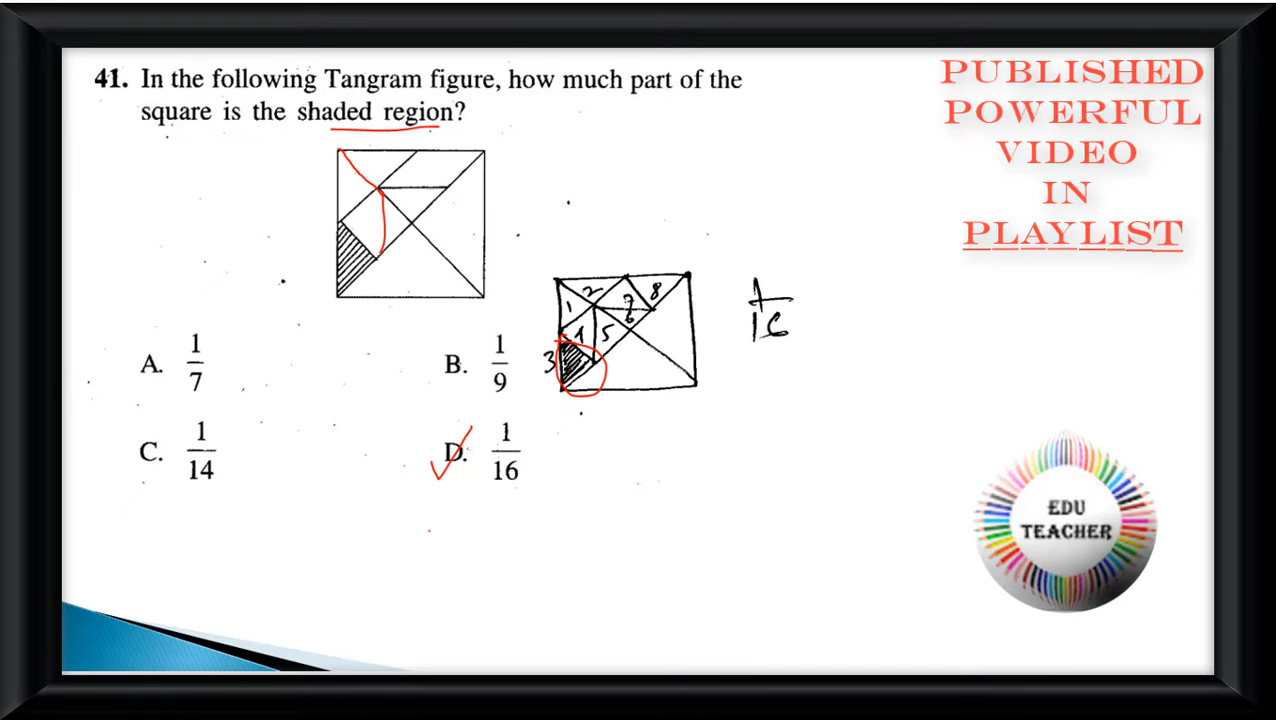 41. In the following Tangram figure, how much part of the
square is the shaded region?
PUBLISHED
POWERFUL
VIDEO
IN
PLAYLIST
1 2 7 8
3 4 5 6
1/16
A. 1/7
B. 1/9
C. 1/14
D. 1/16
EDU
TEACHER